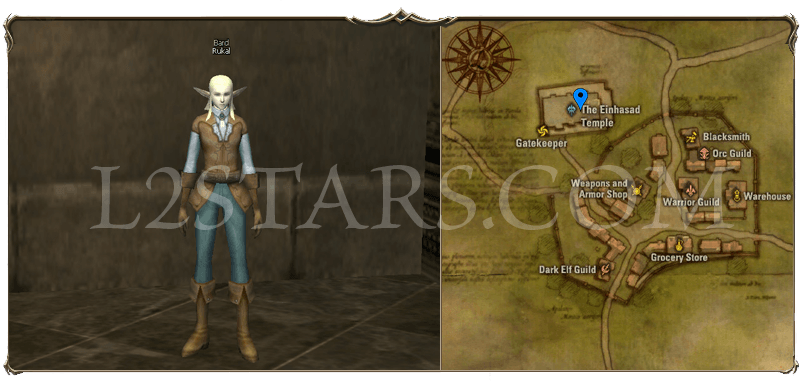 Bard
Rukal
L2STARS.COM
The Einhasad
Temple
Gatekeeper
Blacksmith
Orc Guild
Weapons and
Armor Shop
Warrior Guild
Warehouse
Grocery Store
Dark Elf Guild